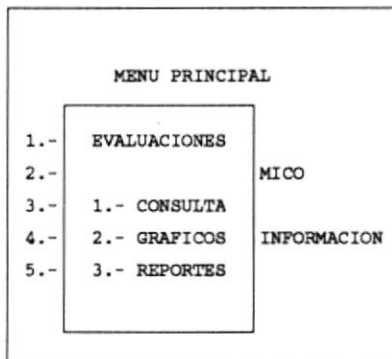 MENU PRINCIPAL
1.- EVALUACIONES
2.- MICO
3.- 1.- CONSULTA
4.- 2.- GRAFICOS INFORMACION
5.- 3.- REPORTES